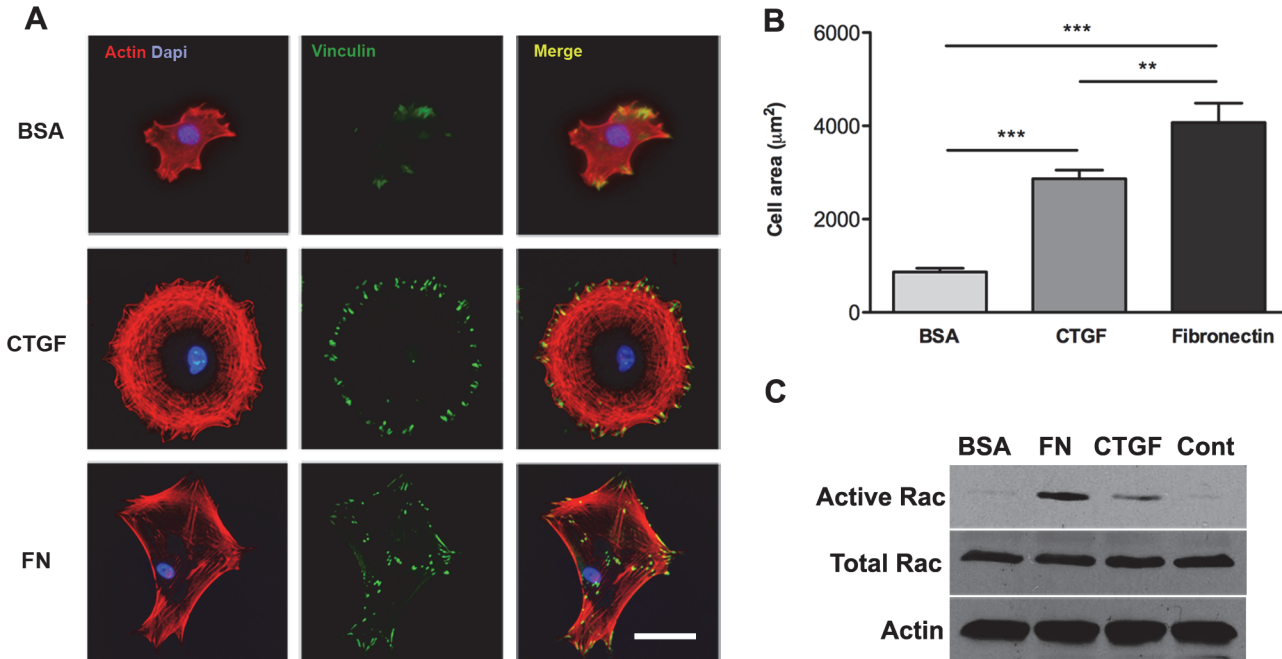 A
Actin Dapi
Vinculin
Merge
BSA
CTGF
FN
B
Cell area (μm2)
6000
4000
2000
0
***
**
***
BSA
CTGF
Fibronectin
C
BSA FN CTGF Cont
Active Rac
Total Rac
Actin